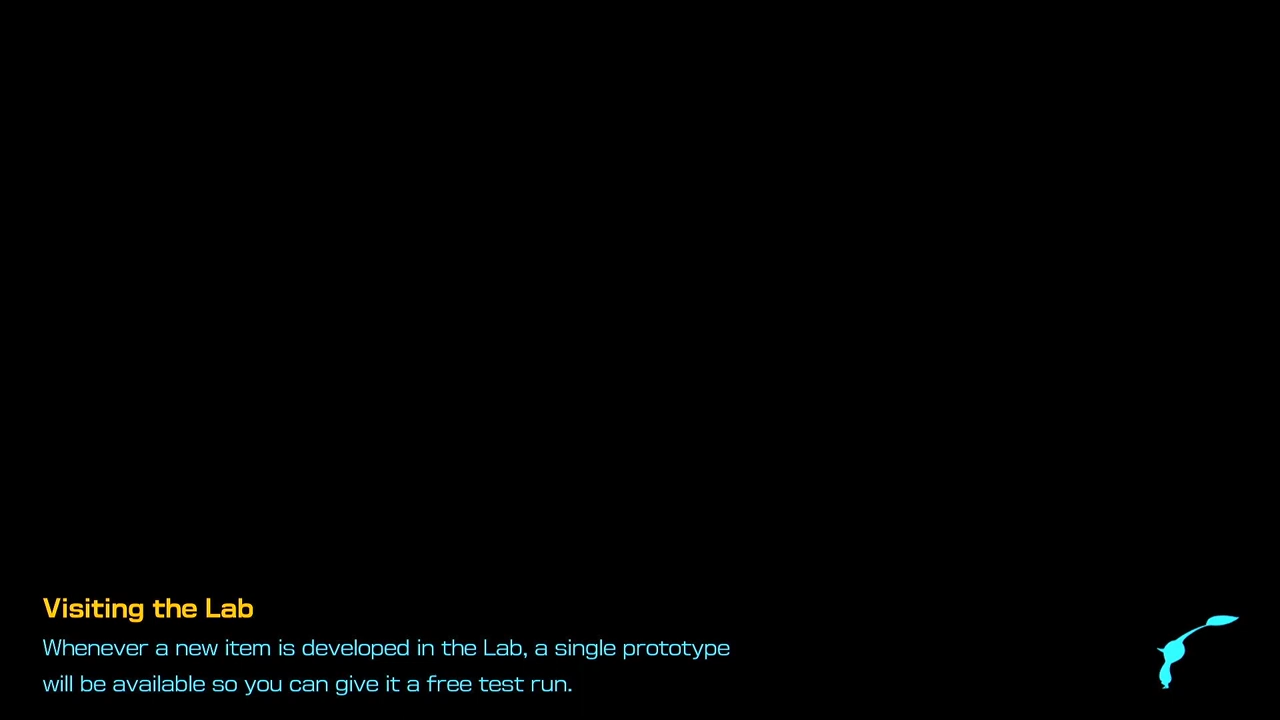 Visiting the Lab
Whenever a new item is developed in the Lab, a single prototype
will be available so you can give it a free test run.